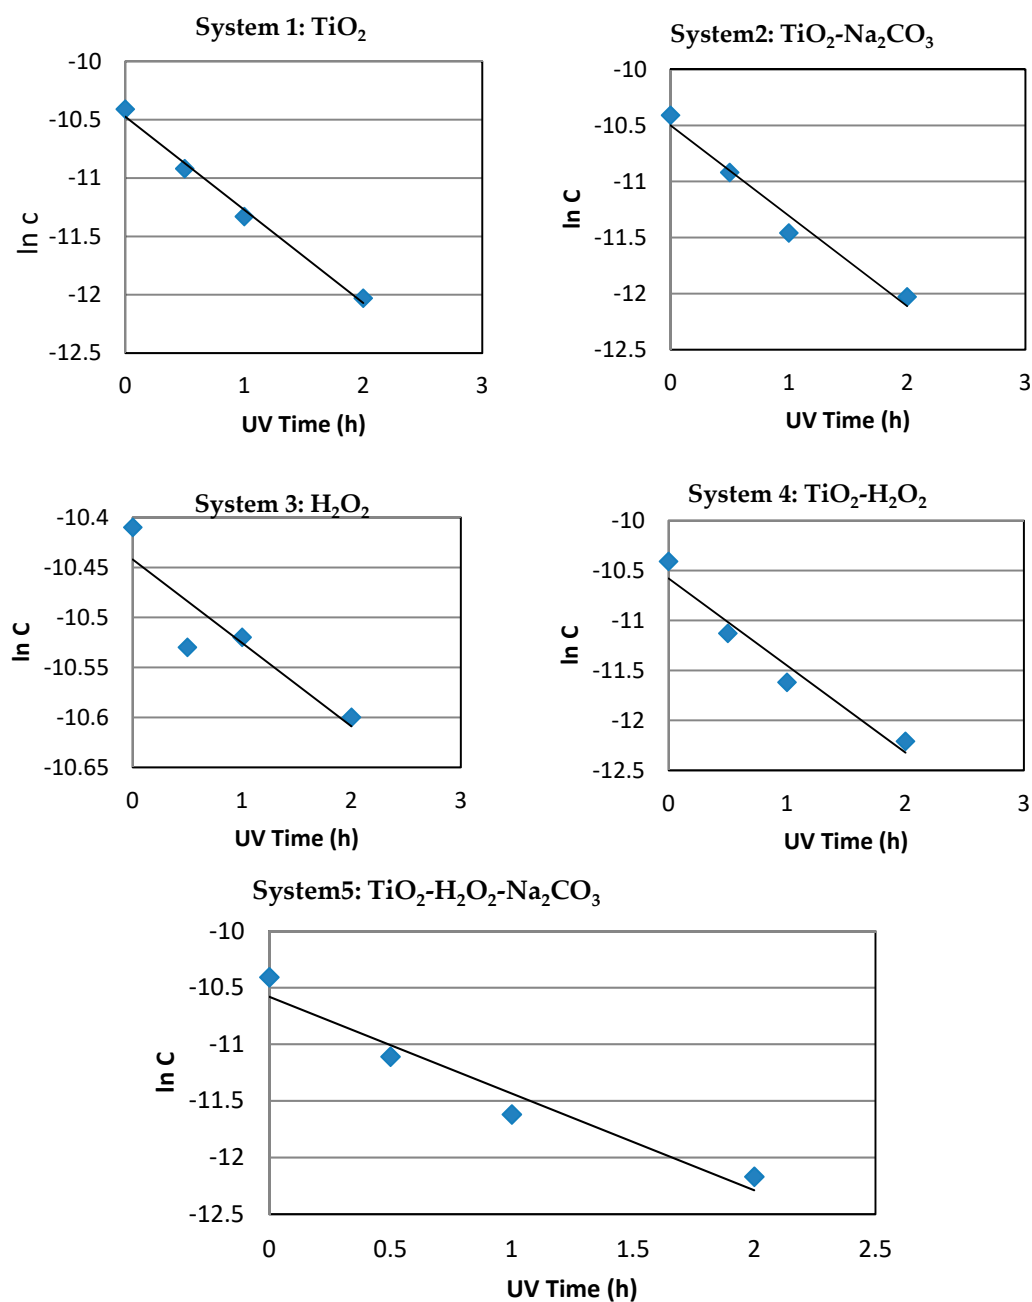 System 1: TiO₂
-10
-10.5
-11
-11.5
-12
-12.5
ln C
0 1 2 3
UV Time (h)
System2: TiO₂-Na₂CO₃
-10
-10.5
-11
-11.5
-12
-12.5
ln C
0 1 2 3
UV Time (h)
System 3: H₂O₂
-10.4
-10.45
-10.5
-10.55
-10.6
-10.65
ln C
0 1 2 3
UV Time (h)
System 4: TiO₂-H₂O₂
-10
-10.5
-11
-11.5
-12
-12.5
ln C
0 1 2 3
UV Time (h)
System5: TiO₂-H₂O₂-Na₂CO₃
-10
-10.5
-11
-11.5
-12
-12.5
ln C
0 0.5 1 1.5 2 2.5
UV Time (h)